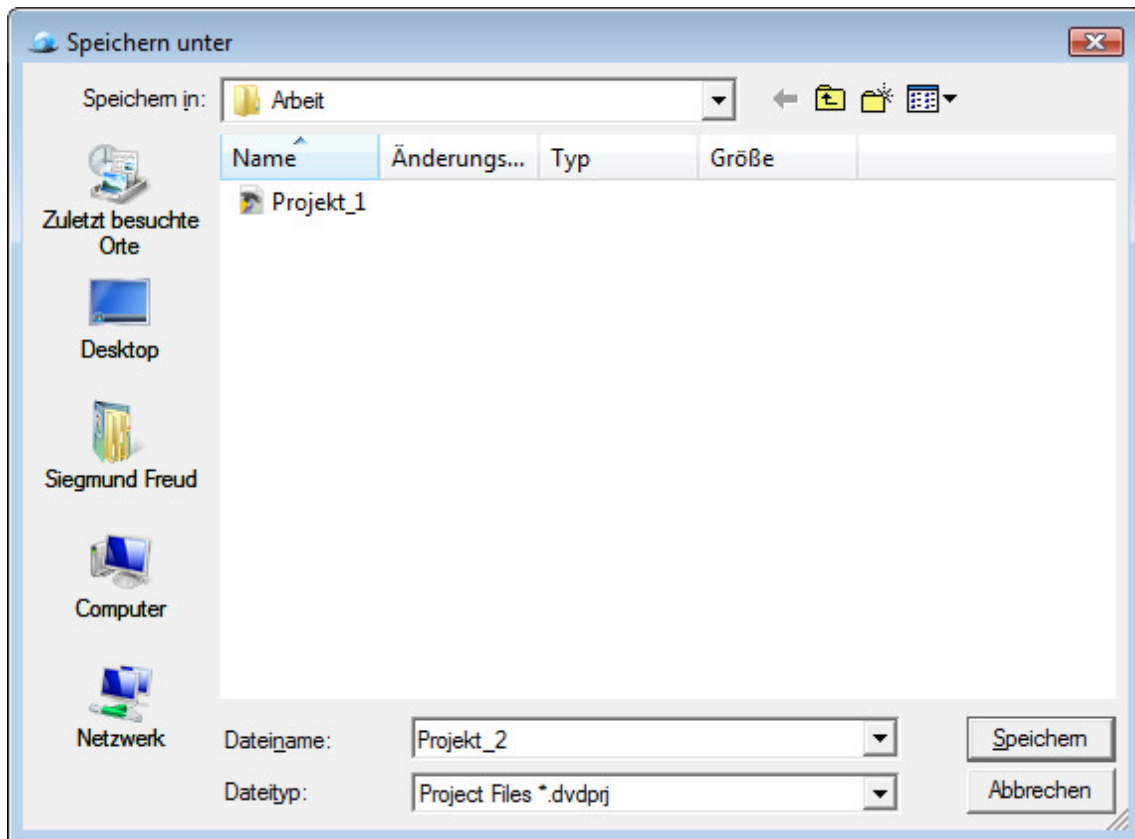 Speichern unter
Speichern in:
Arbeit
Name
Änderungs...
Typ
Größe
Projekt_1
Zuletzt besuchte
Orte
Desktop
Siegmund Freud
Computer
Netzwerk
Dateiname:
Projekt_2
Speichern
Dateityp:
Project Files *.dvdprj
Abbrechen